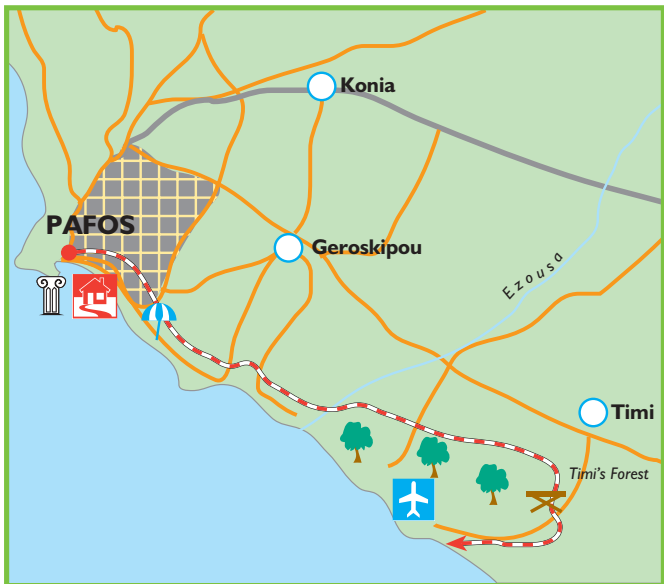 Konia
PAFOS
Geroskipou
Ezousa
Timi
Timi's Forest